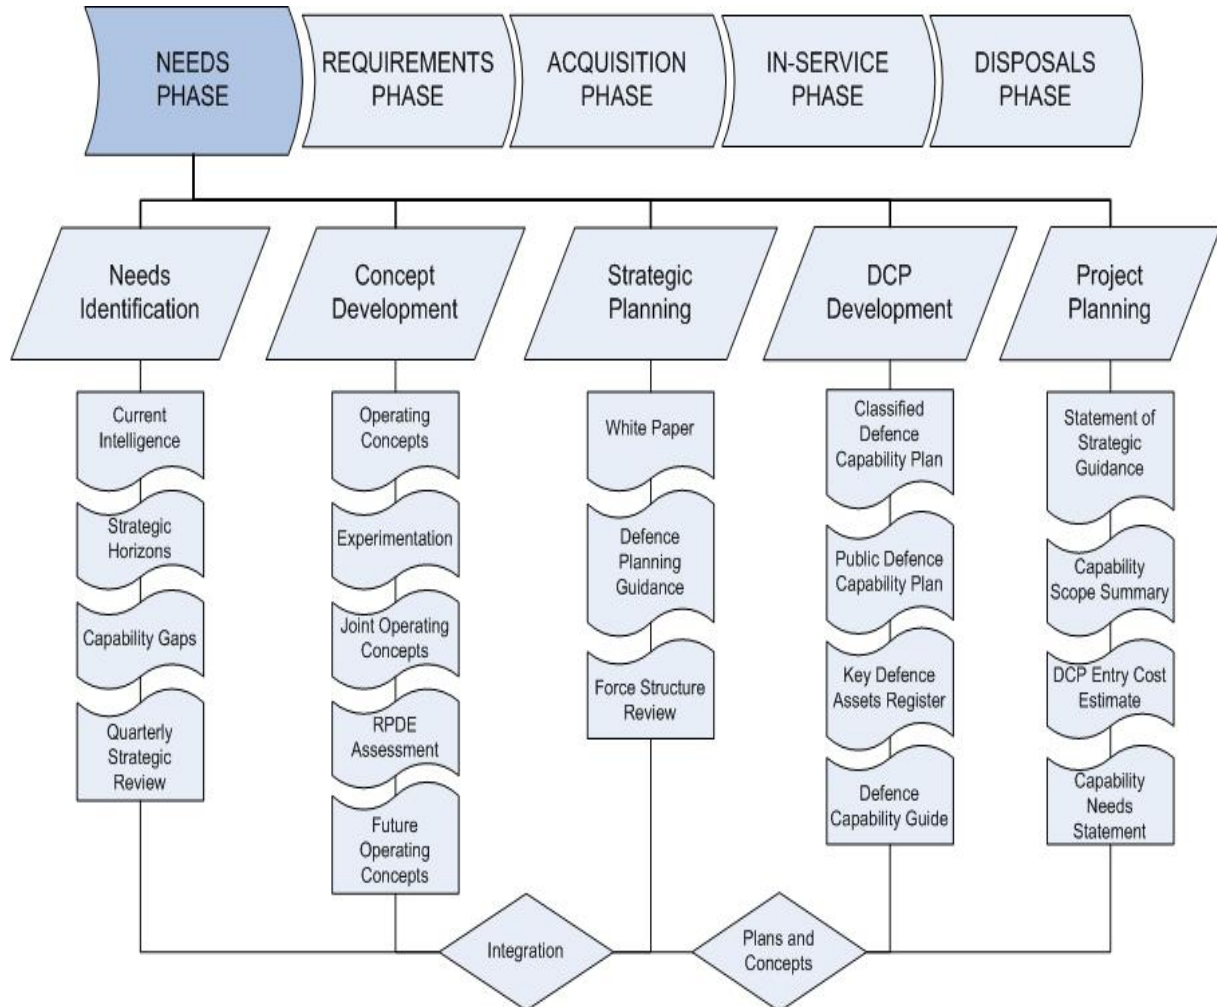 NEEDS
PHASE
REQUIREMENTS
PHASE
ACQUISITION
PHASE
IN-SERVICE
PHASE
DISPOSALS
PHASE
Needs
Identification
Concept
Development
Strategic
Planning
DCP
Development
Project
Planning
Current
Intelligence
Strategic
Horizons
Capability Gaps
Quarterly
Strategic
Review
Operating
Concepts
Experimentation
Joint Operating
Concepts
RPDE
Assessment
Future
Operating
Concepts
White Paper
Defence
Planning
Guidance
Force Structure
Review
Classified
Defence
Capability Plan
Public Defence
Capability Plan
Key Defence
Assets Register
Defence
Capability Guide
Statement of
Strategic
Guidance
Capability
Scope Summary
DCP Entry Cost
Estimate
Capability
Needs
Statement
Integration
Plans and
Concepts